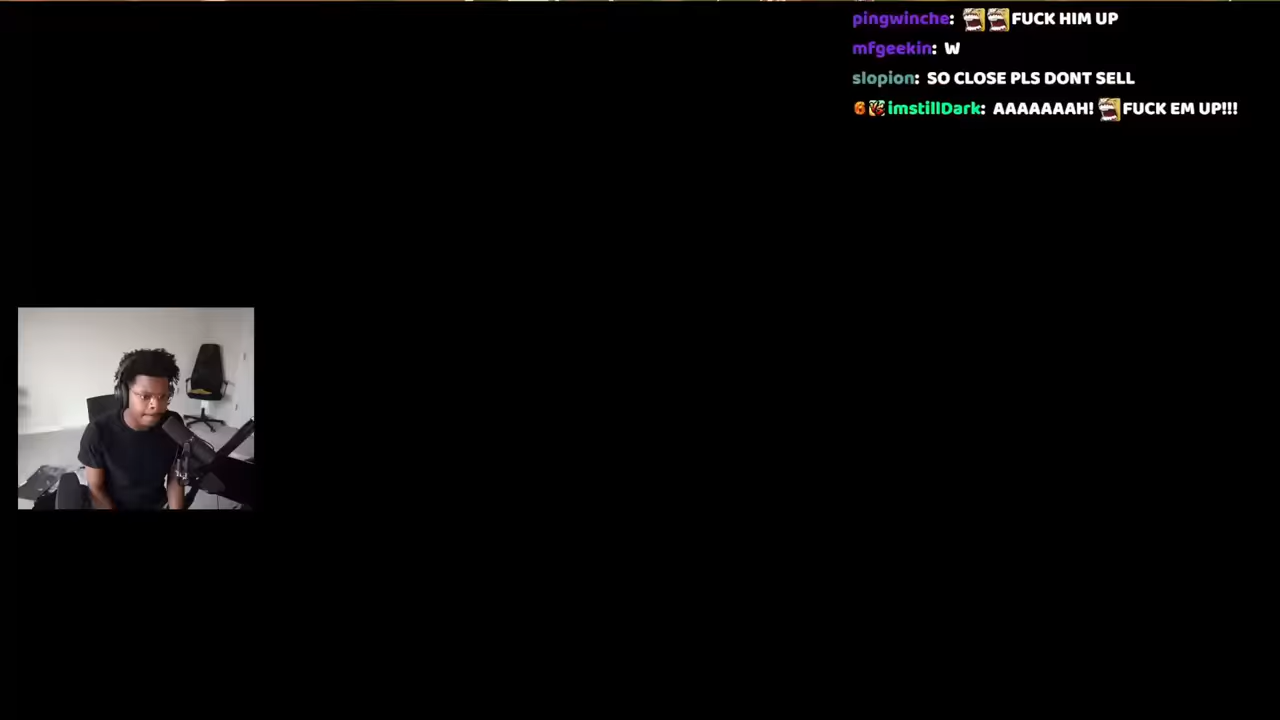 pingwinche: FUCK HIM UP
mfgeekin: W
slopion: SO CLOSE PLS DONT SELL
imstillDark: AAAAAAAH! FUCK EM UP!!!